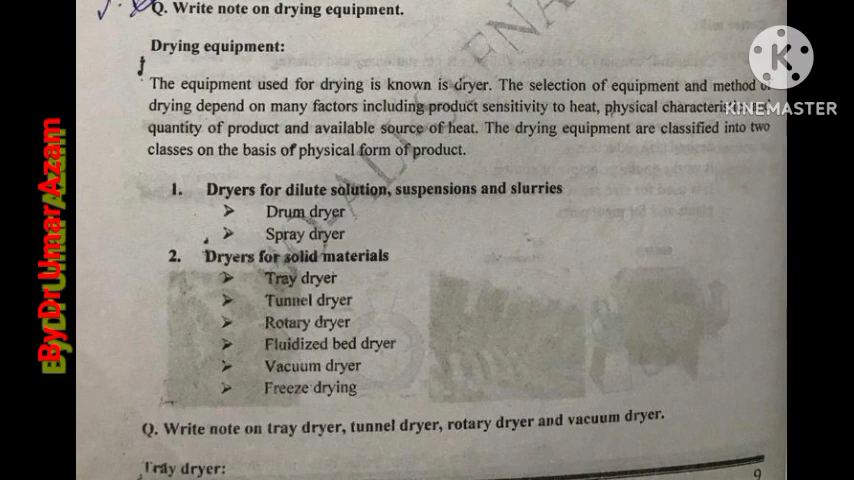 Q. Write note on drying equipment.
Drying equipment:
The equipment used for drying is known is dryer. The selection of equipment and method of
drying depend on many factors including product sensitivity to heat, physical
quantity of product and available source of heat. The drying equipment are classified into two
classes on the basis of physical form of product.
1. Dryers for dilute solution, suspensions and slurries
➢ Drum dryer
➢ Spray dryer
2. Dryers for solid materials
➢ Tray dryer
➢ Tunnel dryer
➢ Rotary dryer
➢ Fluidized bed dryer
➢ Vacuum dryer
➢ Freeze drying
Q. Write note on tray dryer, tunnel dryer, rotary dryer and vacuum dryer.
Tray dryer:
9
By Dr Umar Azam
K
KINEMASTER